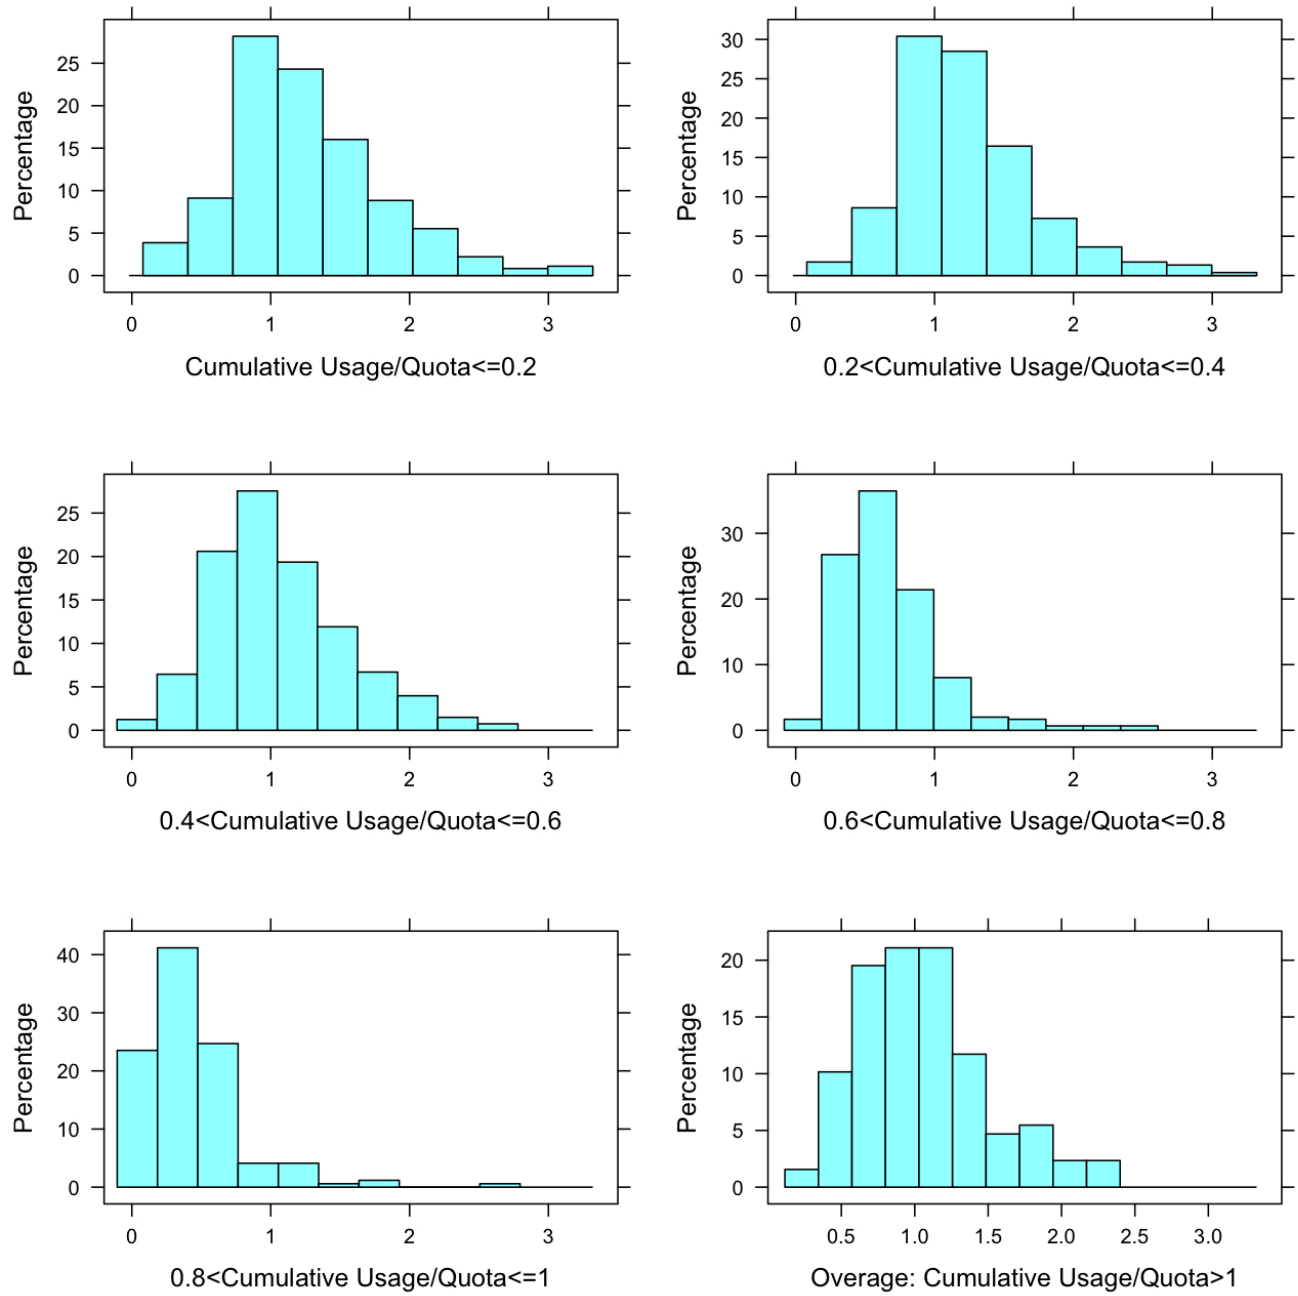 Percentage
25
20
15
10
5
0
0 1 2 3
Cumulative Usage/Quota<=0.2
Percentage
30
25
20
15
10
5
0
0 1 2 3
0.2<Cumulative Usage/Quota<=0.4
Percentage
25
20
15
10
5
0
0 1 2 3
0.4<Cumulative Usage/Quota<=0.6
Percentage
30
20
10
0
0 1 2 3
0.6<Cumulative Usage/Quota<=0.8
Percentage
40
30
20
10
0
0 1 2 3
0.8<Cumulative Usage/Quota<=1
Percentage
20
15
10
5
0
0.5 1.0 1.5 2.0 2.5 3.0
Overage: Cumulative Usage/Quota>1